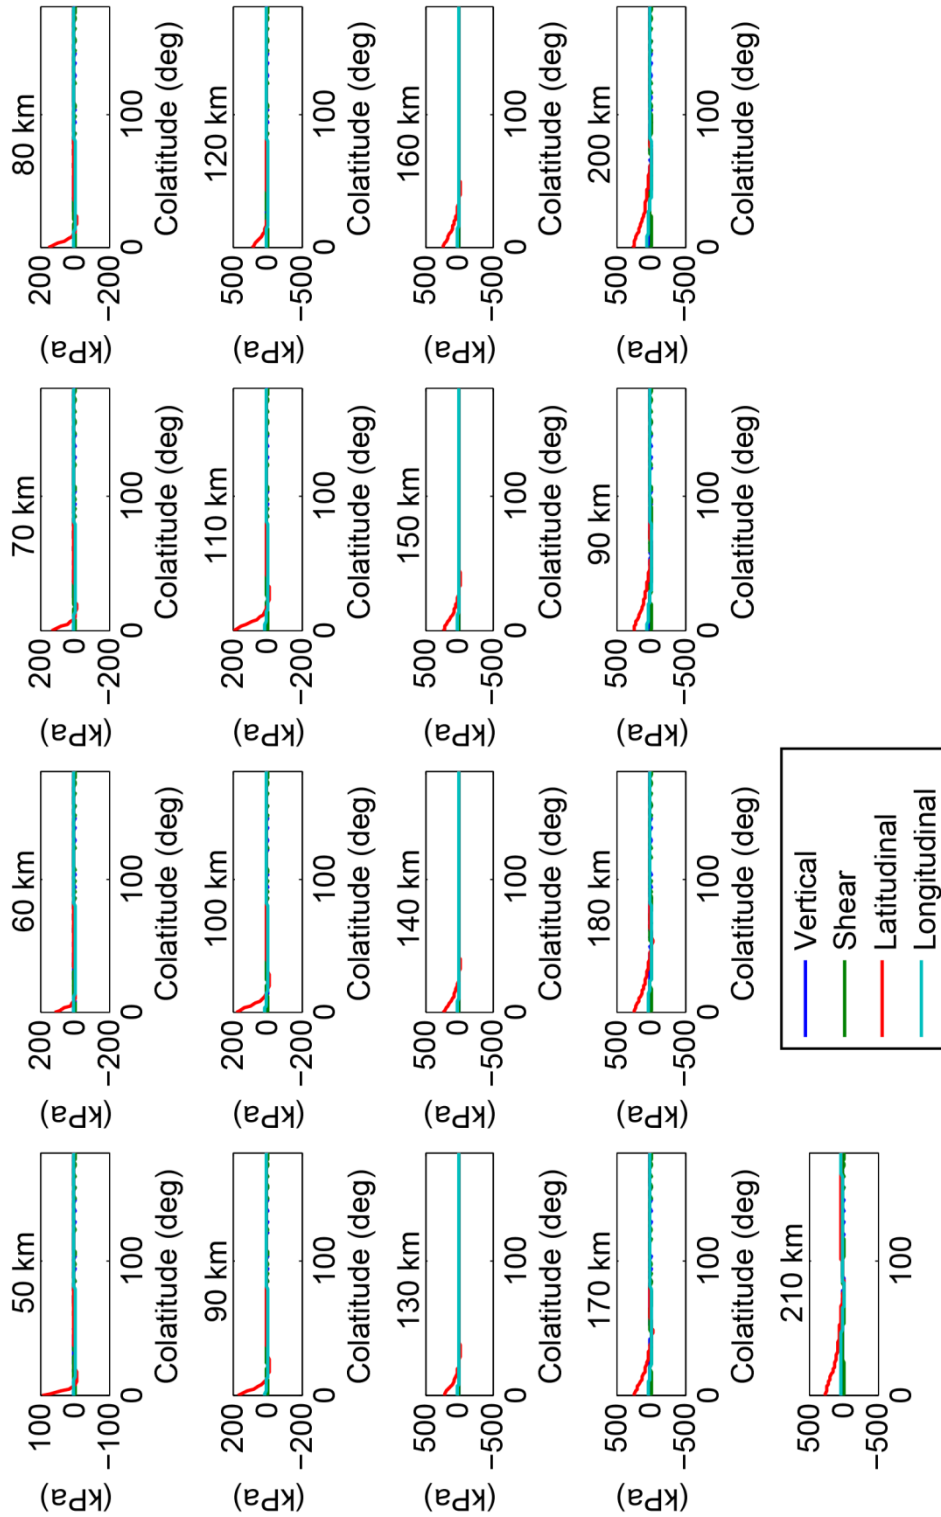 50 km
(kPa)
100
0
−100
0 100
Colatitude (deg)
60 km
(kPa)
200
0
−200
0 100
Colatitude (deg)
70 km
(kPa)
200
0
−200
0 100
Colatitude (deg)
80 km
(kPa)
200
0
−200
0 100
Colatitude (deg)
90 km
(kPa)
200
0
−200
0 100
Colatitude (deg)
100 km
(kPa)
200
0
−200
0 100
Colatitude (deg)
110 km
(kPa)
200
0
−200
0 100
Colatitude (deg)
120 km
(kPa)
500
0
−500
0 100
Colatitude (deg)
130 km
(kPa)
500
0
−500
0 100
Colatitude (deg)
140 km
(kPa)
500
0
−500
0 100
Colatitude (deg)
150 km
(kPa)
500
0
−500
0 100
Colatitude (deg)
160 km
(kPa)
500
0
−500
0 100
Colatitude (deg)
170 km
(kPa)
500
0
−500
0 100
Colatitude (deg)
180 km
(kPa)
500
0
−500
0 100
Colatitude (deg)
90 km
(kPa)
500
0
−500
0 100
Colatitude (deg)
200 km
(kPa)
500
0
−500
0 100
Colatitude (deg)
210 km
500
0
−500
0 100
Vertical
Shear
Latitudinal
Longitudinal